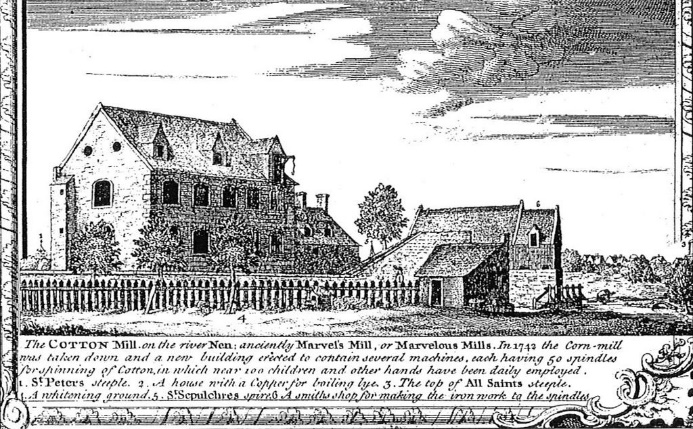 The COTTON Mill. on the river Nen; anciently Marvel's Mill, or Marvelous Mills. In 1742 the Corn-mill
was taken down and a new building erected to contain several machines, each having 50 spindles
for spinning of Cotton, in which near 100 children and other hands have been daily employed.
1. St. Peters steeple. 2. A house with a Copper for boiling lye. 3. The top of All Saints steeple.
4. A whitening ground. 5. St. Sepulchres spire. 6 A smiths shop for making the iron work to the spindles
1
4
6